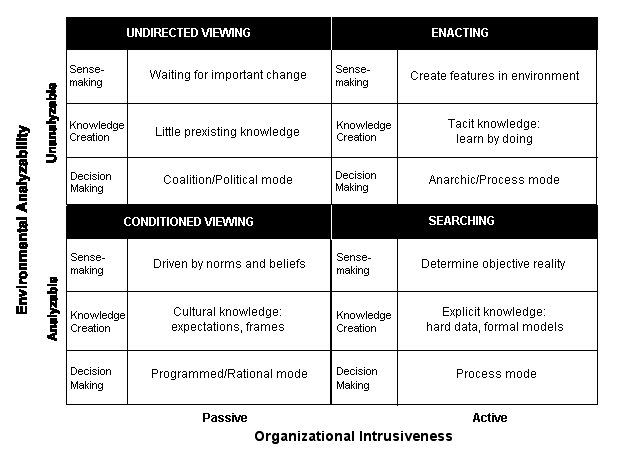 UNDIRECTED VIEWING
ENACTING
Sense-
making
Waiting for important change
Sense-
making
Create features in environment
Knowledge
Creation
Little prexisting knowledge
Knowledge
Creation
Tacit knowledge:
learn by doing
Decision
Making
Coalition/Political mode
Decision
Making
Anarchic/Process mode
CONDITIONED VIEWING
SEARCHING
Sense-
making
Driven by norms and beliefs
Sense-
making
Determine objective reality
Knowledge
Creation
Cultural knowledge:
expectations, frames
Knowledge
Creation
Explicit knowledge:
hard data, formal models
Decision
Making
Programmed/Rational mode
Decision
Making
Process mode
Environmental Analyzability
Unanalyzable
Analyzable
Passive
Active
Organizational Intrusiveness